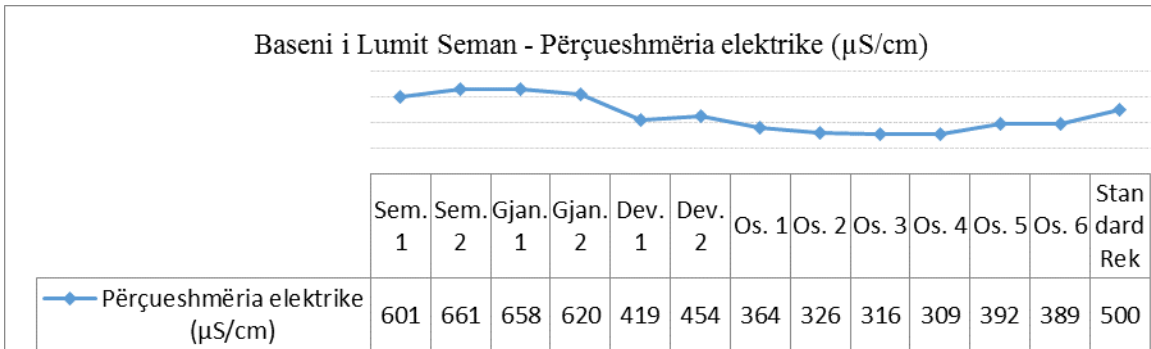 Baseni i Lumit Seman - Përçueshmëria elektrike (µS/cm)
Sem. 1 Sem. 2 Gjan. 1 Gjan. 2 Dev. 1 Dev. 2 Os. 1 Os. 2 Os. 3 Os. 4 Os. 5 Os. 6 Stan dard Rek
Përçueshmëria elektrike (µS/cm) 601 661 658 620 419 454 364 326 316 309 392 389 500